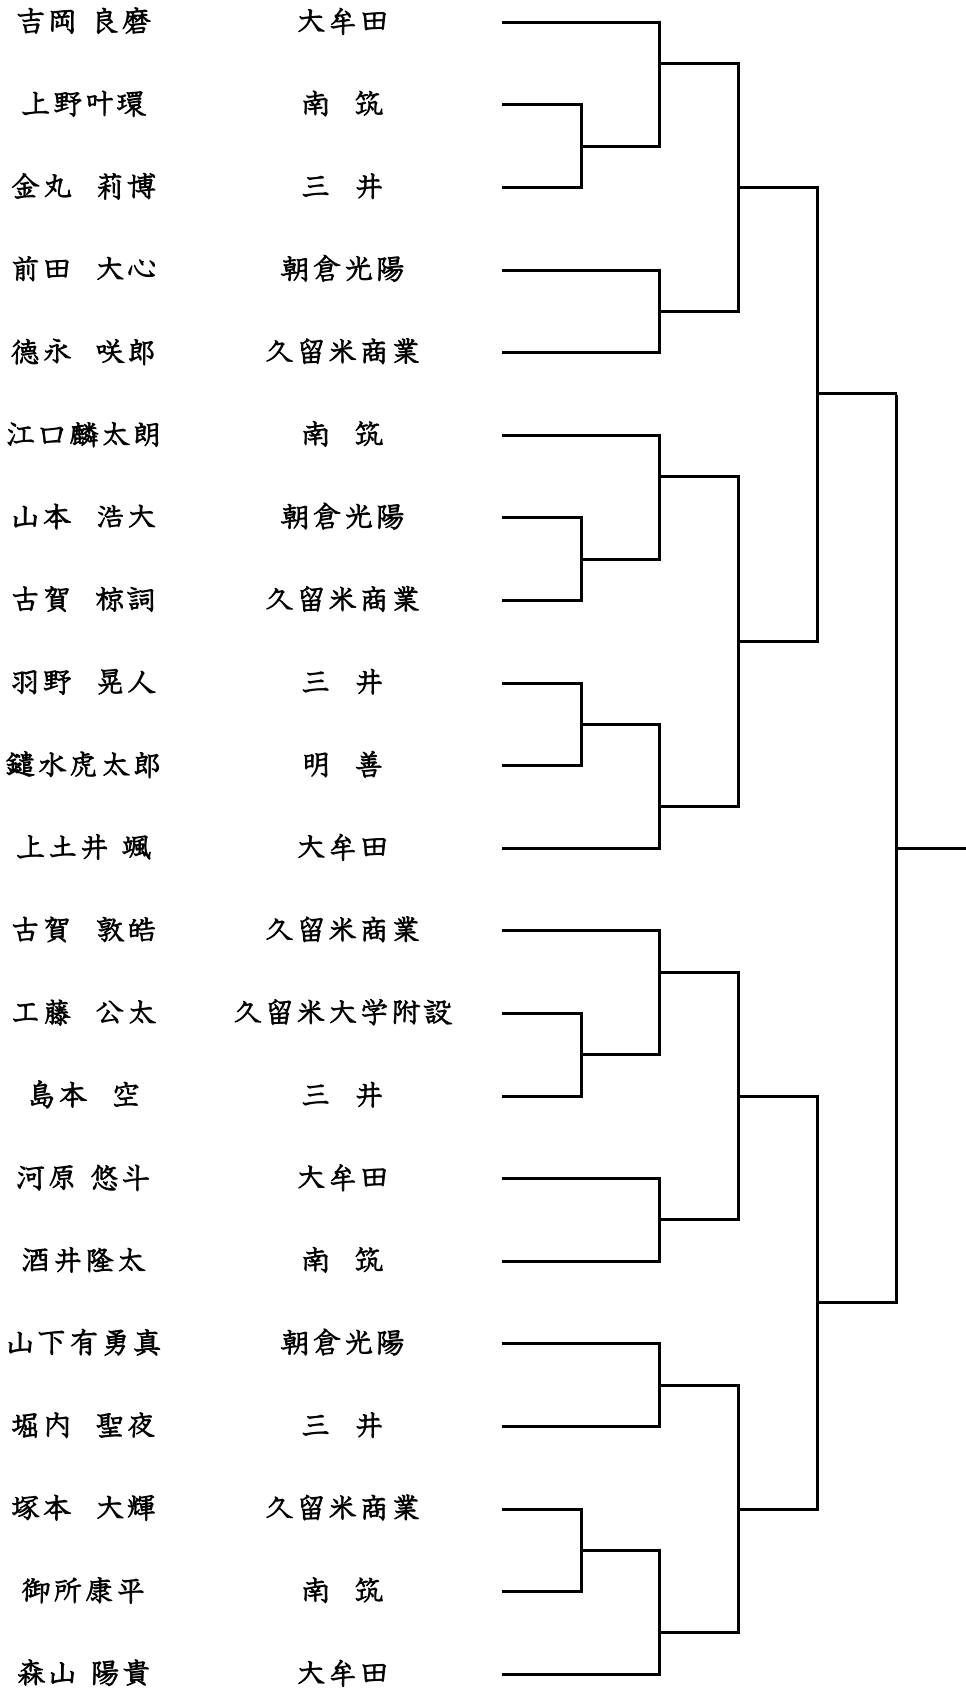 吉岡 良磨 大牟田
上野叶環 南 筑
金丸 莉博 三 井
前田 大心 朝倉光陽
德永 咲郎 久留米商業
江口麟太朗 南 筑
山本 浩大 朝倉光陽
古賀 椋詞 久留米商業
羽野 晃人 三 井
鑓水虎太郎 明 善
上土井 颯 大牟田
古賀 敦皓 久留米商業
工藤 公太 久留米大学附設
島本 空 三 井
河原 悠斗 大牟田
酒井隆太 南 筑
山下有勇真 朝倉光陽
堀内 聖夜 三 井
塚本 大輝 久留米商業
御所康平 南 筑
森山 陽貴 大牟田